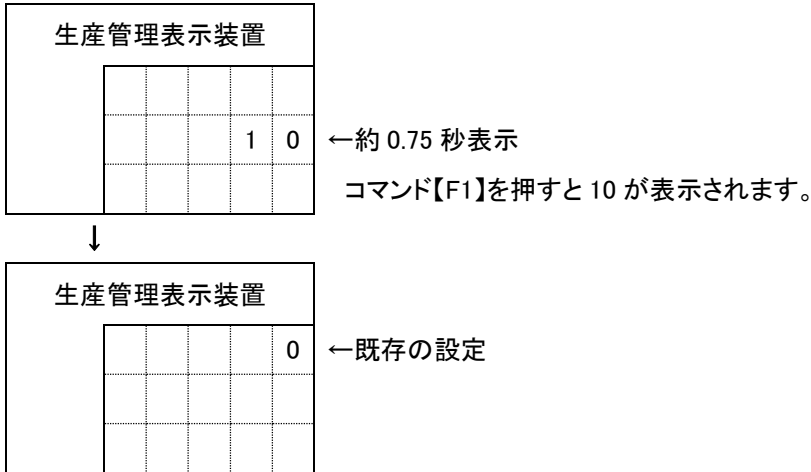 生産管理表示装置
1 0 ←約 0.75 秒表示
コマンド【F1】を押すと 10 が表示されます。
↓
生産管理表示装置
0 ←既存の設定